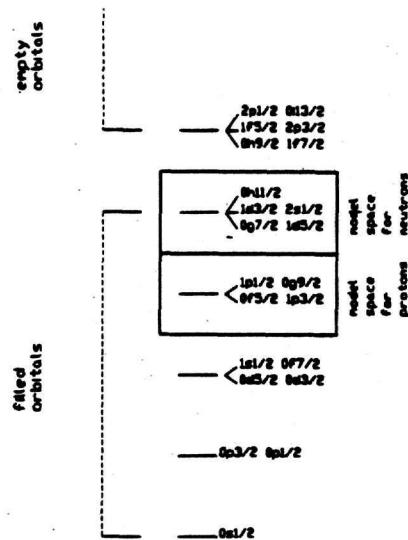 empty
orbitals
2p1/2 0i13/2
1f5/2 2p3/2
0h9/2 1f7/2
0h11/2
1d3/2 2s1/2
0g7/2 1d5/2
model
space
for
neutrons
1p1/2 0g9/2
0f5/2 1p3/2
model
space
for
protons
filled
orbitals
1s1/2 0f7/2
0d5/2 0d3/2
0p3/2 0p1/2
0s1/2